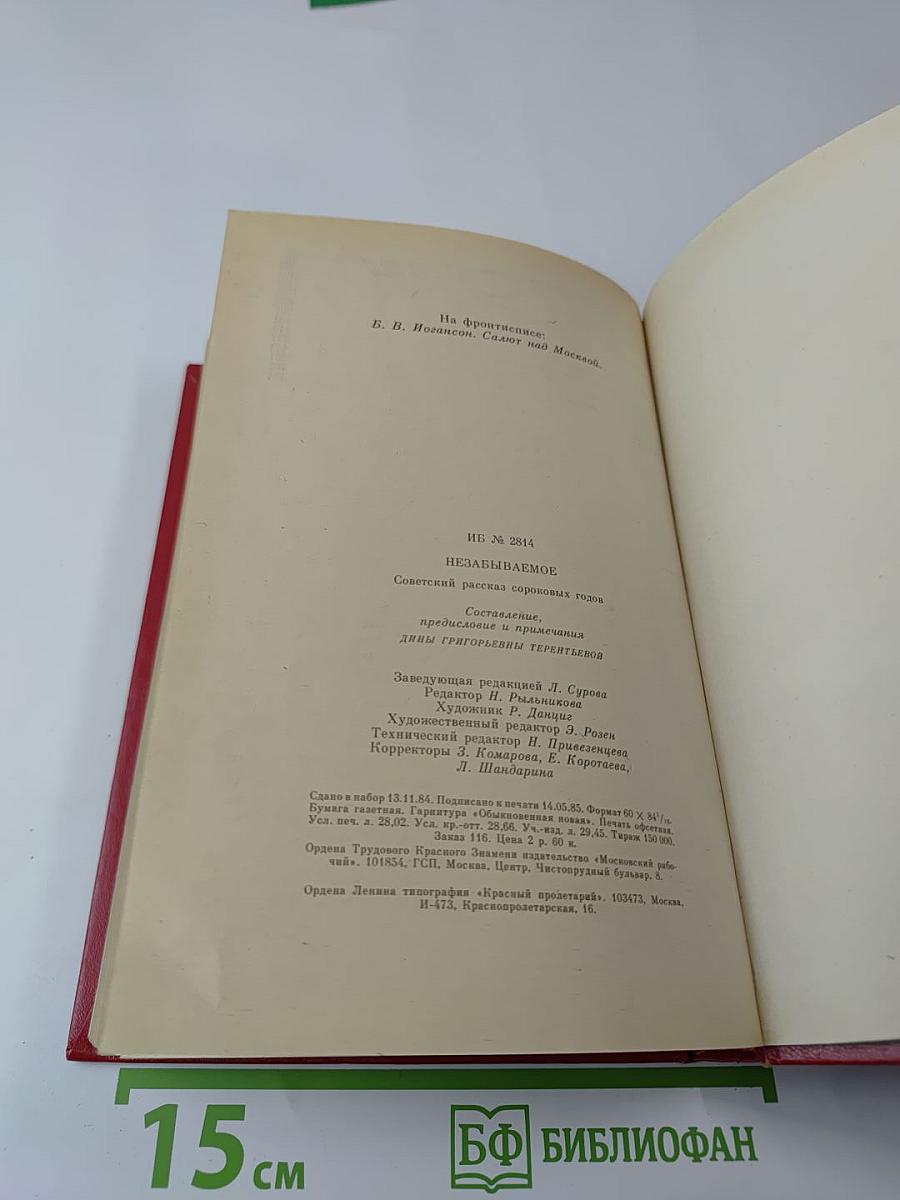 На фронтисписе:
Б. В. Иогансон. Салют над Москвой.
ИБ № 2814
НЕЗАБЫВАЕМОЕ
Советский рассказ сороковых годов
Составление,
предисловие и примечания
ДИНЫ ГРИГОРЬЕВНЫ ТЕРЕНТЬЕВОЙ
Заведующая редакцией Л. Сурова
Редактор Н. Рыльникова
Художник Р. Данциг
Художественный редактор Э. Розен
Технический редактор Н. Привезенцева
Корректоры З. Комарова, Е. Коротаева,
Л. Шандарина
Сдано в набор 13.11.84. Подписано к печати 14.05.85. Формат 60 × 84 1/16.
Бумага газетная. Гарнитура «Обыкновенная новая». Печать офсетная.
Усл. печ. л. 28,02. Усл. кр.-отт. 28,66. Уч.-изд. л. 29,45. Тираж 150 000.
Заказ 116. Цена 2 р. 60 к.
Ордена Трудового Красного Знамени издательство «Московский рабо-
чий». 101854, ГСП, Москва, Центр, Чистопрудный бульвар, 8.
Ордена Ленина типография «Красный пролетарий». 103473, Москва,
И-473, Краснопролетарская, 16.
15 см
БФ БИБЛИОФАН